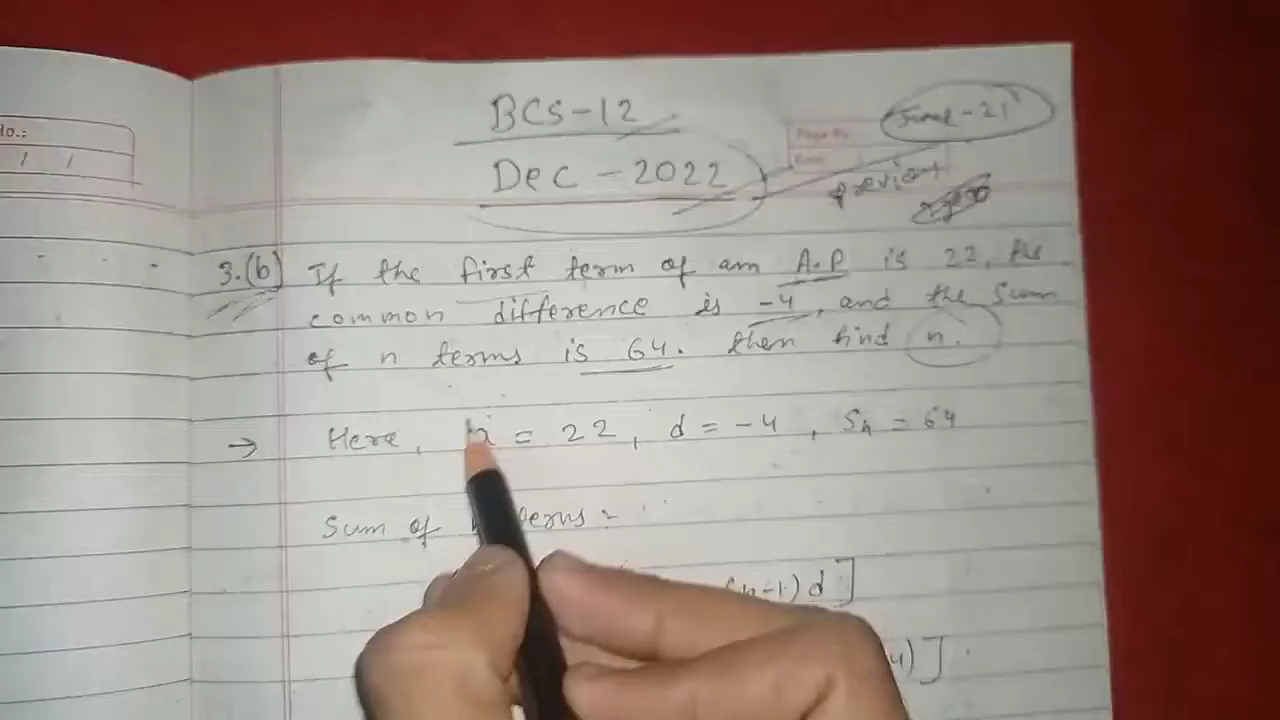 BCS-12
Dec - 2022
June - 21
previous
No.:
/ /
3.(b) If the first term of an A.P is 22, the
common difference is -4, and the sum
of n terms is 64. then find n.
→ Here, = 22, d = -4, Sn = 64
Sum of terms =
(n-1)d]
4)].